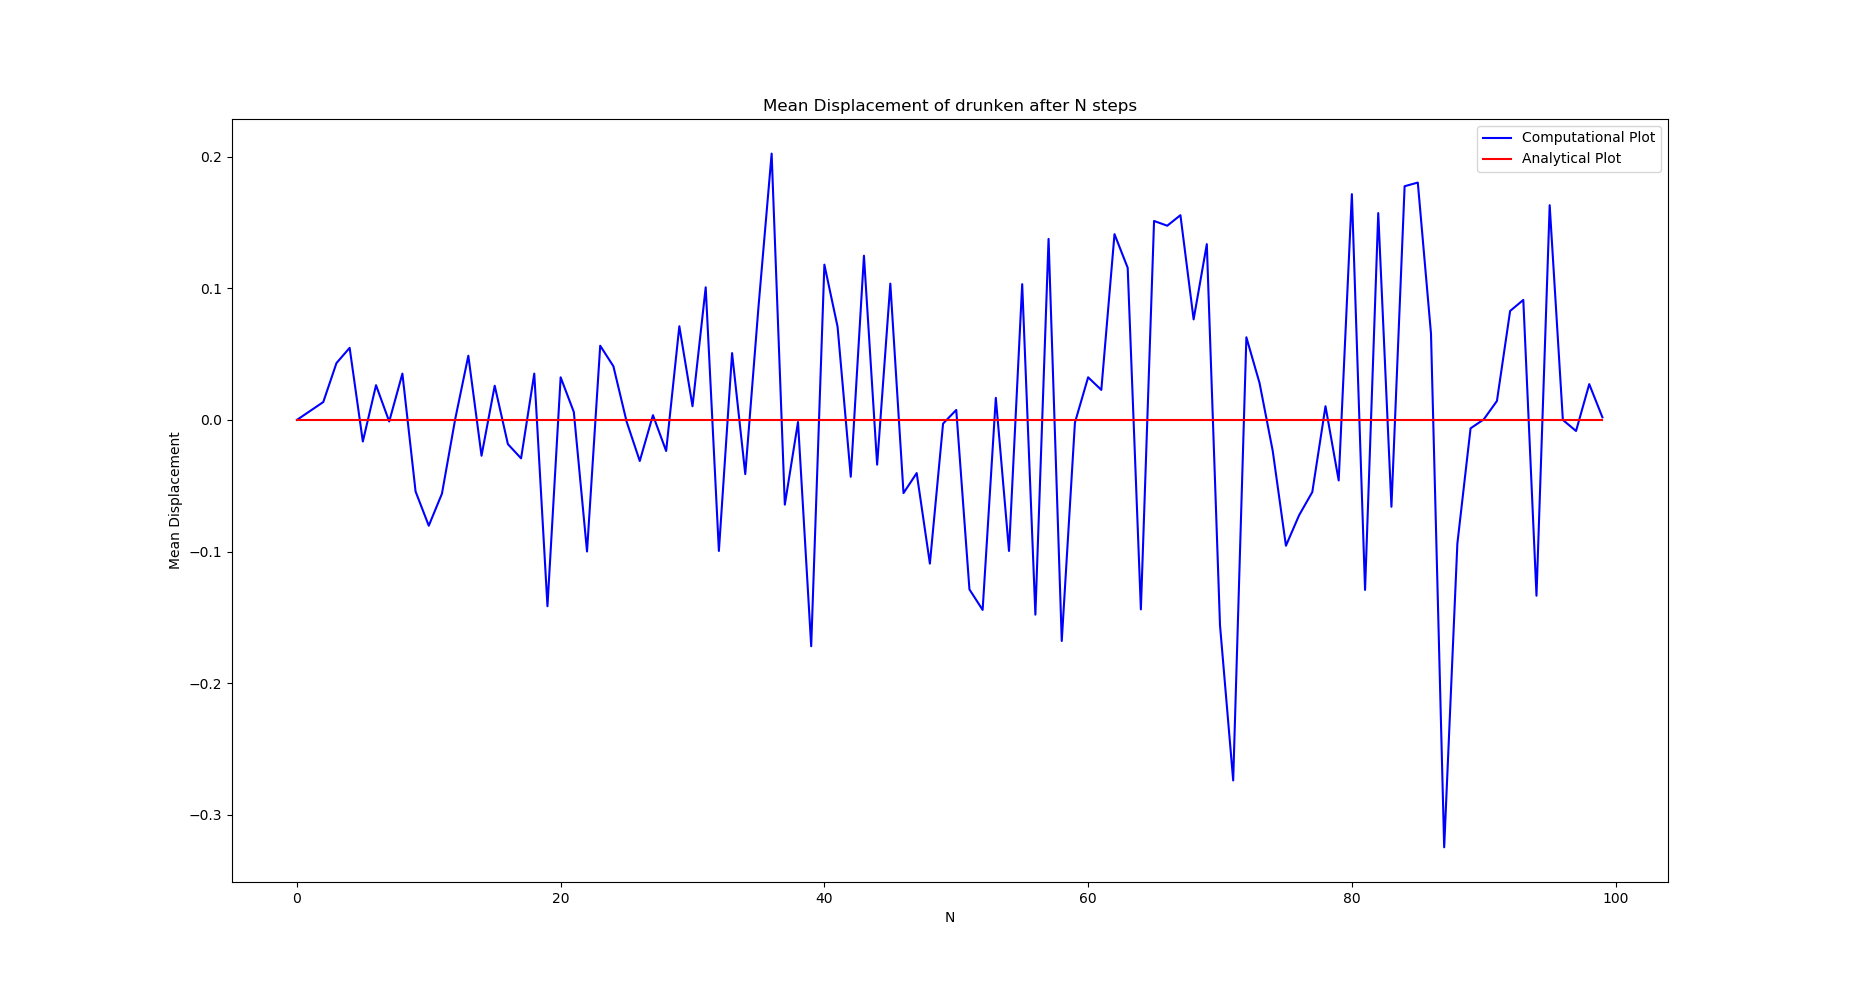 Mean Displacement of drunken after N steps
Computational Plot
Analytical Plot
0.2
0.1
0.0
−0.1
−0.2
−0.3
Mean Displacement
0 20 40 60 80 100
N